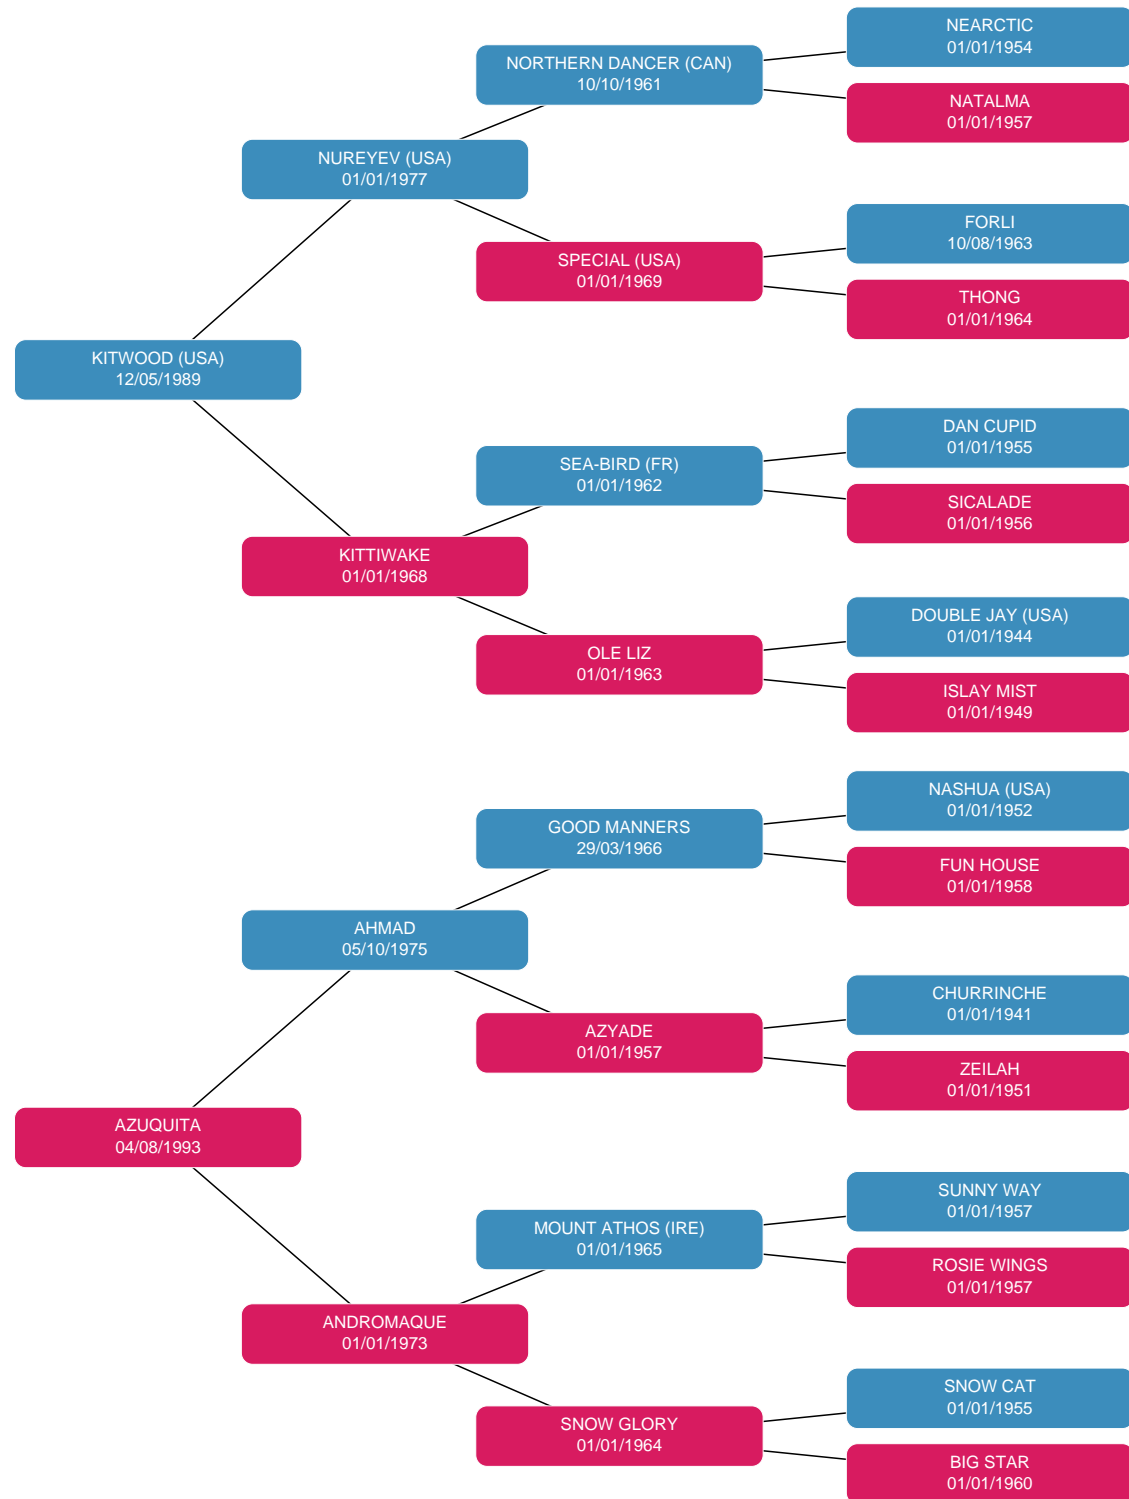 NEARCTIC
01/01/1954
NORTHERN DANCER (CAN)
10/10/1961
NATALMA
01/01/1957
NUREYEV (USA)
01/01/1977
FORLI
10/08/1963
SPECIAL (USA)
01/01/1969
THONG
01/01/1964
KITWOOD (USA)
12/05/1989
DAN CUPID
01/01/1955
SEA-BIRD (FR)
01/01/1962
SICALADE
01/01/1956
KITTIWAKE
01/01/1968
DOUBLE JAY (USA)
01/01/1944
OLE LIZ
01/01/1963
ISLAY MIST
01/01/1949
NASHUA (USA)
01/01/1952
GOOD MANNERS
29/03/1966
FUN HOUSE
01/01/1958
AHMAD
05/10/1975
CHURRINCHE
01/01/1941
AZYADE
01/01/1957
ZEILAH
01/01/1951
AZUQUITA
04/08/1993
SUNNY WAY
01/01/1957
MOUNT ATHOS (IRE)
01/01/1965
ROSIE WINGS
01/01/1957
ANDROMAQUE
01/01/1973
SNOW CAT
01/01/1955
SNOW GLORY
01/01/1964
BIG STAR
01/01/1960